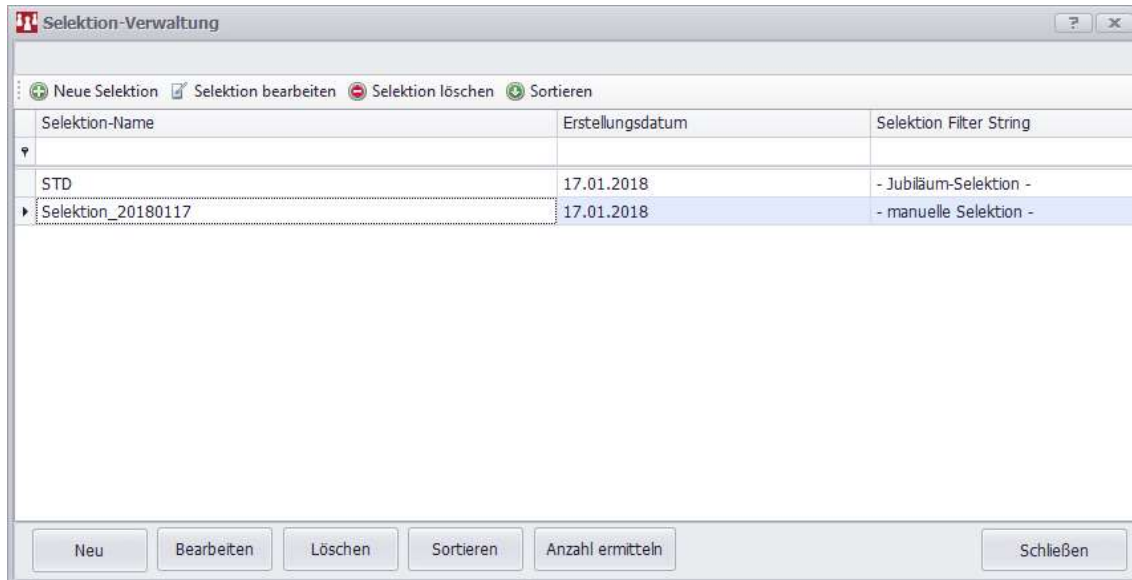 Selektion-Verwaltung
Neue Selektion Selektion bearbeiten Selektion löschen Sortieren
Selektion-Name Erstellungsdatum Selektion Filter String
STD 17.01.2018 - Jubiläum-Selektion -
Selektion_20180117 17.01.2018 - manuelle Selektion -
Neu Bearbeiten Löschen Sortieren Anzahl ermitteln Schließen